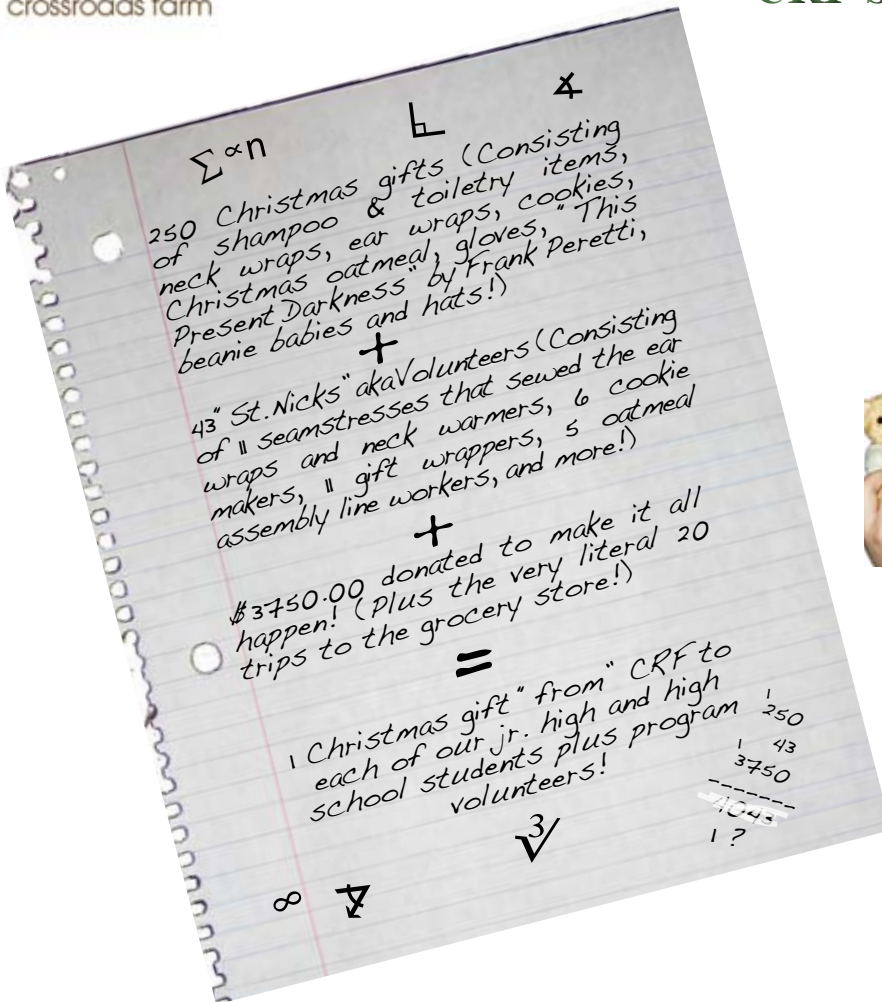 crossroads farm
Σ ∝ n
250 Christmas gifts (Consisting
of shampoo & toiletry items,
neck wraps, ear wraps, cookies,
Christmas oatmeal, gloves, "This
Present Darkness" by Frank Peretti,
beanie babies and hats!)
+
43 "St. Nicks" aka Volunteers (Consisting
of 11 seamstresses that sewed the ear
wraps and neck warmers, 6 cookie
makers, 11 gift wrappers, 5 oatmeal
assembly line workers, and more!)
+
$3750.00 donated to make it all
happen! (Plus the very literal 20
trips to the grocery store!)
=
1 Christmas gift "from" CRF to
each of our jr. high and high
school students plus program
volunteers!
1
250
1 43
3750
-------
4043
1 ?
3√
∞